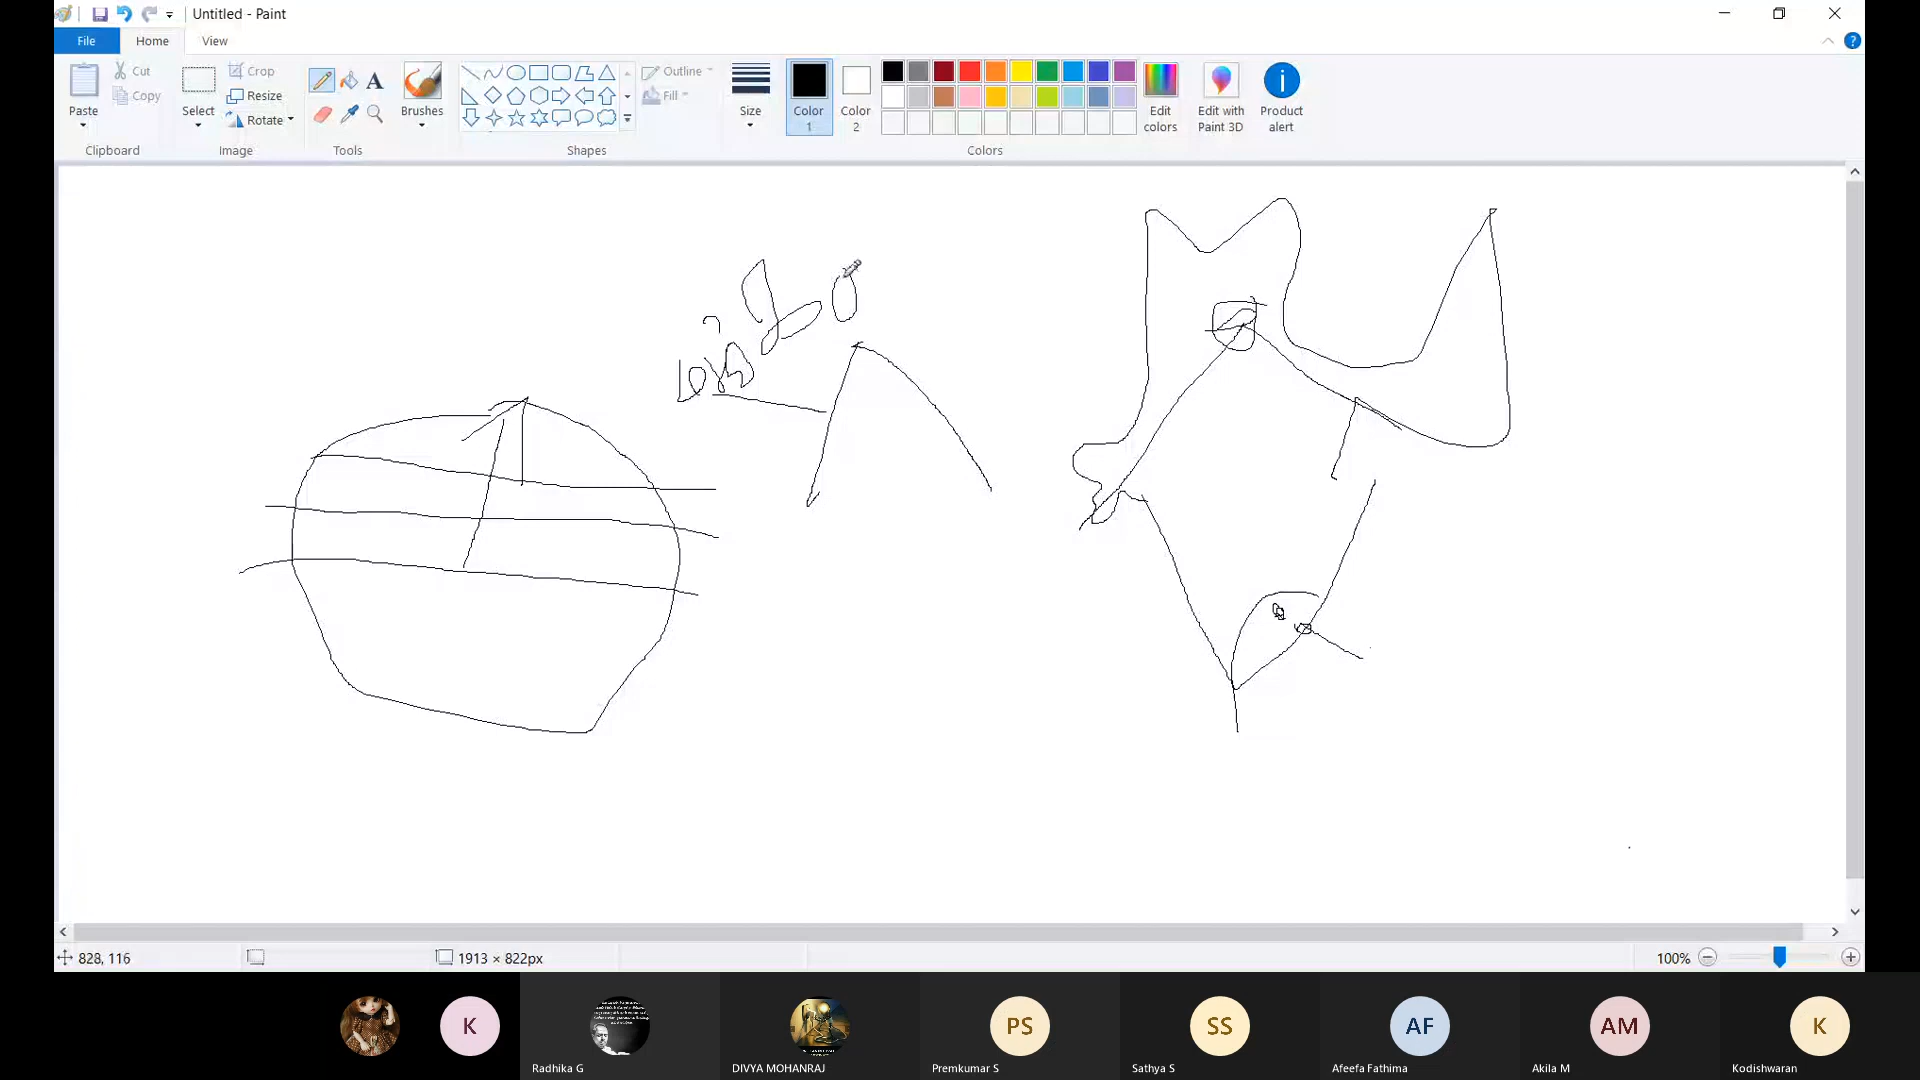 Untitled - Paint
File Home View
Paste
Cut
Copy
Clipboard
Select
Crop
Resize
Rotate
Image
Tools
Brushes
Shapes
Outline
Fill
Size
Color 1
Color 2
Colors
Edit colors
Edit with Paint 3D
Product alert
828, 116
1913 × 822px
100%
K
PS
SS
AF
AM
K
Radhika G
DIVYA MOHANRAJ
Premkumar S
Sathya S
Afeefa Fathima
Akila M
Kodishwaran